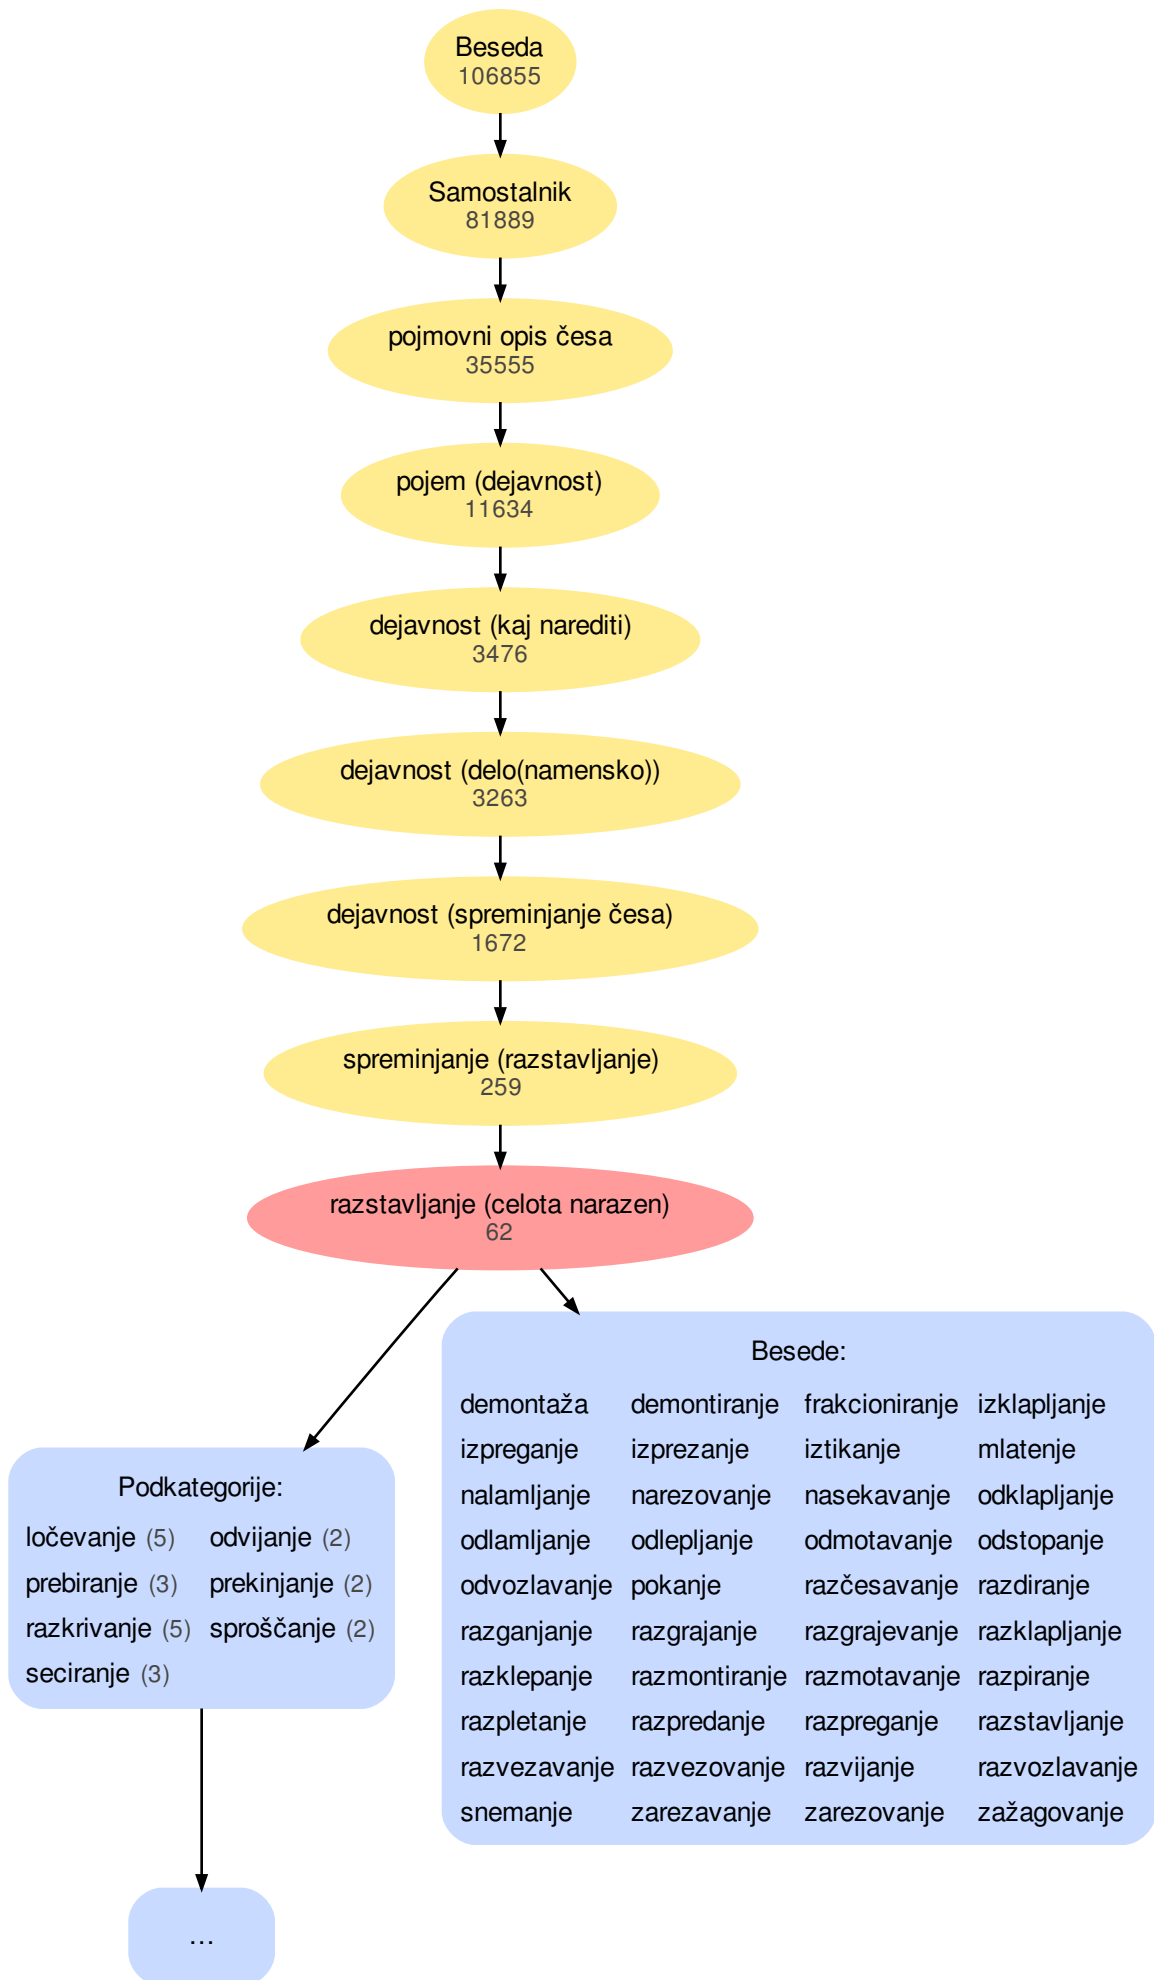 Beseda
106855
Samostalnik
81889
pojmovni opis česa
35555
pojem (dejavnost)
11634
dejavnost (kaj narediti)
3476
dejavnost (delo(namensko))
3263
dejavnost (spreminjanje česa)
1672
spreminjanje (razstavljanje)
259
razstavljanje (celota narazen)
62
Besede:
demontaža demontiranje frakcioniranje izklapljanje
izpreganje izprezanje iztikanje mlatenje
nalamljanje narezovanje nasekavanje odklapljanje
odlamljanje odlepljanje odmotavanje odstopanje
odvozlavanje pokanje razčesavanje razdiranje
razganjanje razgrajanje razgrajevanje razklapljanje
razklepanje razmontiranje razmotavanje razpiranje
razpletanje razpredanje razpreganje razstavljanje
razvezavanje razvezovanje razvijanje razvozlavanje
snemanje zarezavanje zarezovanje zažagovanje
Podkategorije:
ločevanje (5) odvijanje (2)
prebiranje (3) prekinjanje (2)
razkrivanje (5) sproščanje (2)
seciranje (3)
...